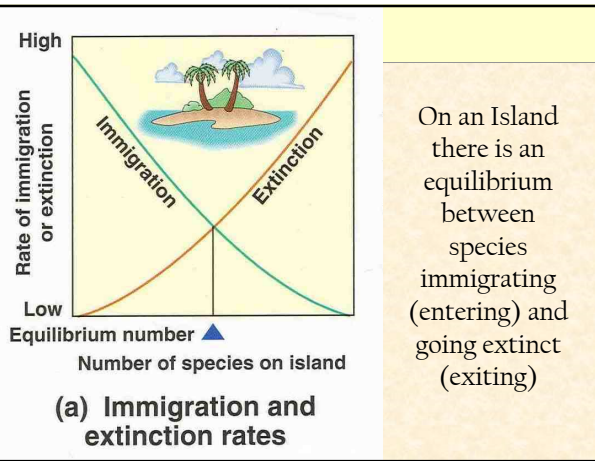 High
Rate of immigration
or extinction
Immigration
Extinction
Low
Equilibrium number
Number of species on island
(a) Immigration and
extinction rates
On an Island
there is an
equilibrium
between
species
immigrating
(entering) and
going extinct
(exiting)